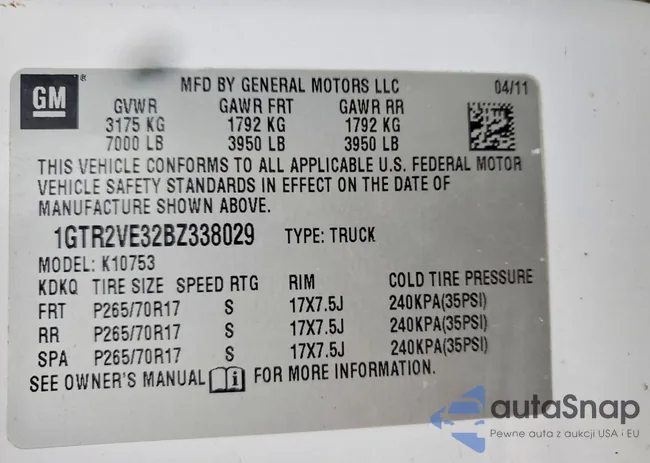 GM ®
MFD BY GENERAL MOTORS LLC 04/11
GVWR GAWR FRT GAWR RR
3175 KG 1792 KG 1792 KG
7000 LB 3950 LB 3950 LB
THIS VEHICLE CONFORMS TO ALL APPLICABLE U.S. FEDERAL MOTOR
VEHICLE SAFETY STANDARDS IN EFFECT ON THE DATE OF
MANUFACTURE SHOWN ABOVE.
1GTR2VE32BZ338029 TYPE: TRUCK
MODEL: K10753
KDKQ TIRE SIZE SPEED RTG RIM COLD TIRE PRESSURE
FRT P265/70R17 S 17X7.5J 240KPA(35PSI)
RR P265/70R17 S 17X7.5J 240KPA(35PSI)
SPA P265/70R17 S 17X7.5J 240KPA(35PSI)
SEE OWNER'S MANUAL i FOR MORE INFORMATION.
autoSnap
Pewne auta z aukcji USA i EU